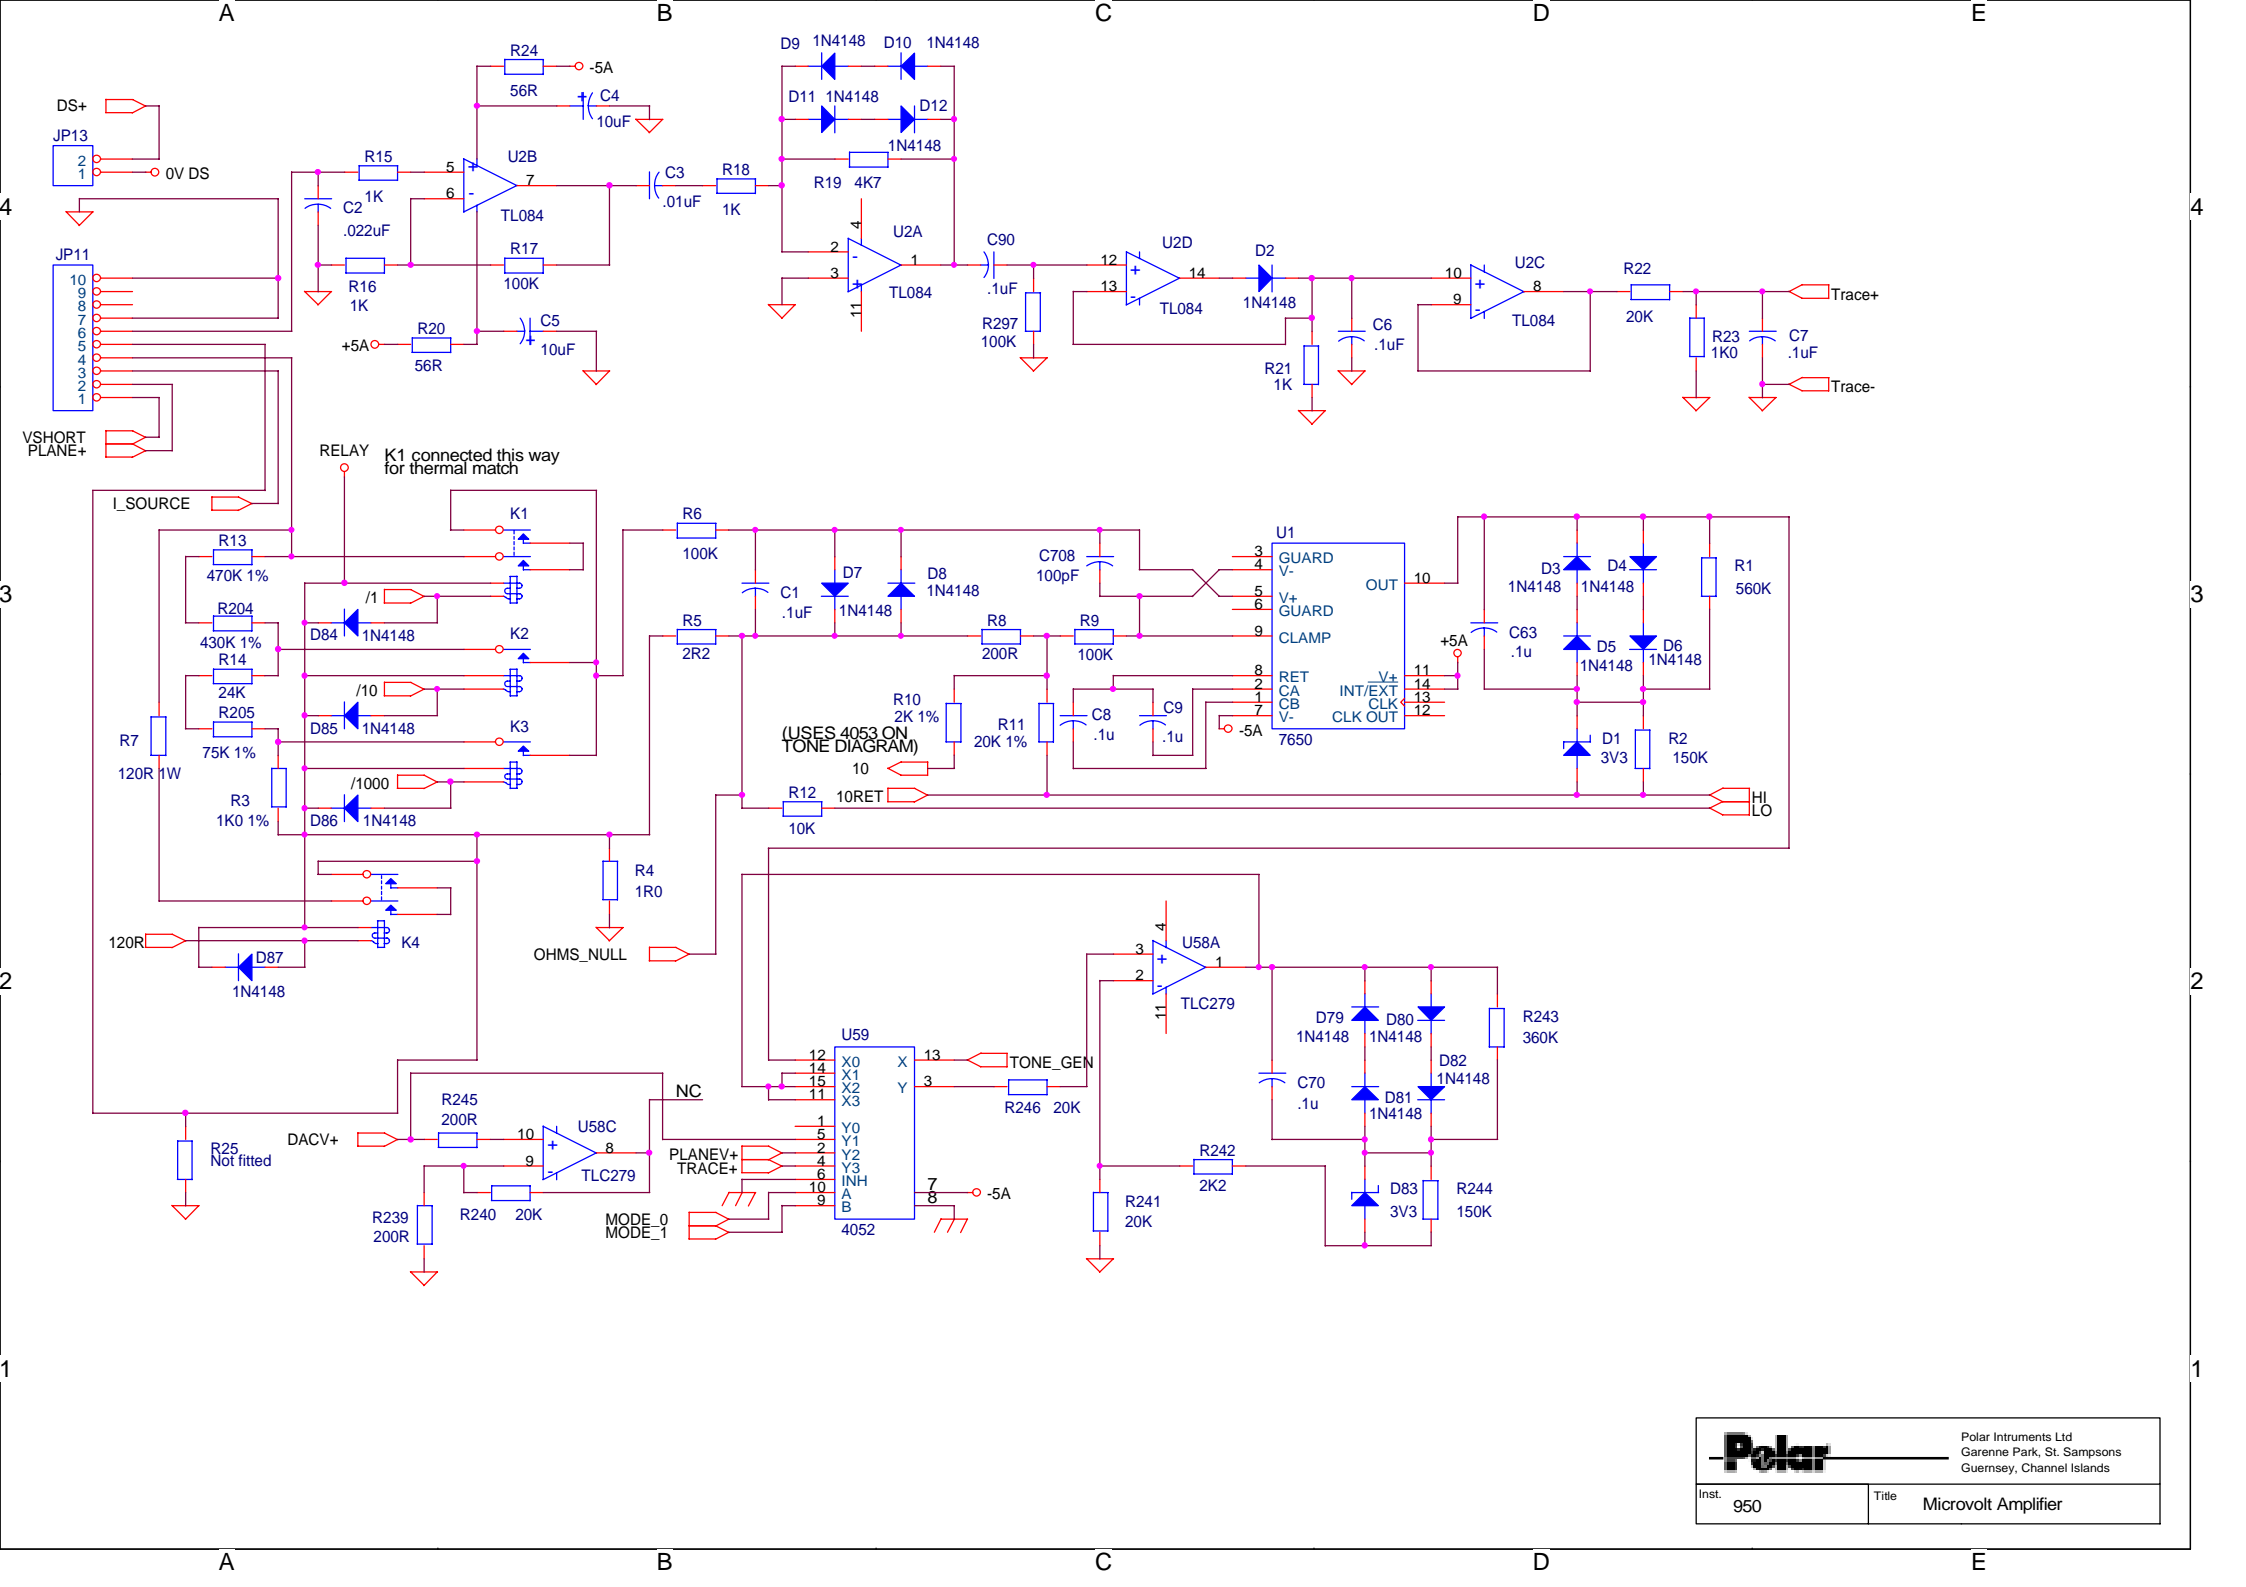 A B C D E
R24
-5A
56R
DS+
C4
10uF
JP13
2
1
0V DS
R15
1K
5
6
U2B
7
TL084
C2
.022uF
R16
1K
R17
100K
C3
.01uF
R18
1K
D9 1N4148 D10 1N4148
D11 1N4148 D12
1N4148
R19 4K7
4
4
4
2
3
U2A
1
TL084
11
C90
.1uF
R297
100K
12
13
U2D
14
TL084
D2
1N4148
R21
1K
C6
.1uF
10
9
U2C
8
TL084
R22
20K
R23
1K0
C7
.1uF
Trace+
Trace-
JP11
10
9
8
7
6
5
4
3
2
1
R20
+5A
56R
C5
10uF
VSHORT
PLANE+
I_SOURCE
RELAY
K1 connected this way
for thermal match
K1
R13
470K 1%
/1
R204
430K 1%
D84 1N4148
K2
R14
24K
/10
R205
75K 1%
D85 1N4148
K3
R7
120R 1W
/1000
R3
1K0 1%
D86 1N4148
3
3
R6
100K
R5
2R2
C1
.1uF
D7
1N4148
D8
1N4148
C708
100pF
R8
200R
R9
100K
R10
2K 1%
R11
20K 1%
C8
.1u
C9
.1u
(USES 4053 ON
TONE DIAGRAM)
10
10RET
R12
10K
U1
3 GUARD
4 V-
5 V+
6 GUARD
9 CLAMP
8 RET
2 CA
1 CB
7 V-
OUT 10
V+ 11
INT/EXT 14
CLK 13
CLK OUT 12
7650
-5A
+5A
C63
.1u
D3
1N4148
D4
1N4148
D5
1N4148
D6
1N4148
R1
560K
D1
3V3
R2
150K
HI
LO
R4
1R0
120R
K4
D87
1N4148
OHMS_NULL
2
2
4
3
2
U58A
1
TLC279
11
D79
1N4148
D80
1N4148
R243
360K
D82
1N4148
D81
1N4148
C70
.1u
U59
12 X0
14 X1
15 X2
11 X3
1 Y0
5 Y1
2 Y2
4 Y3
6 INH
10 A
9 B
X 13
Y 3
7
8
4052
TONE_GEN
R246 20K
-5A
NC
R245
200R
DACV+
10
9
U58C
8
TLC279
R240 20K
R239
200R
R25
Not fitted
PLANEV+
TRACE+
MODE_0
MODE_1
R242
2K2
R241
20K
D83
3V3
R244
150K
1
1
Polar
Polar Intruments Ltd
Garenne Park, St. Sampsons
Guernsey, Channel Islands
Inst.
950
Title
Microvolt Amplifier
A B C D E